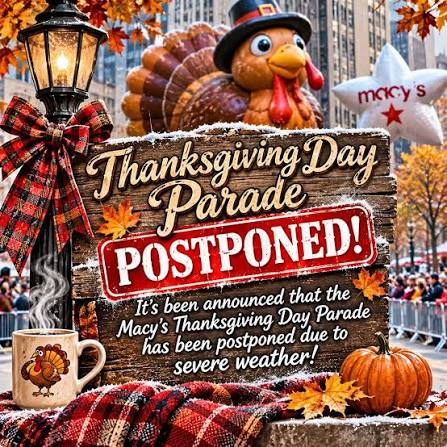 macy's
Thanksgiving Day
Parade
POSTPONED!
It's been announced that the
Macy's Thanksgiving Day Parade
has been postponed due to
severe weather!